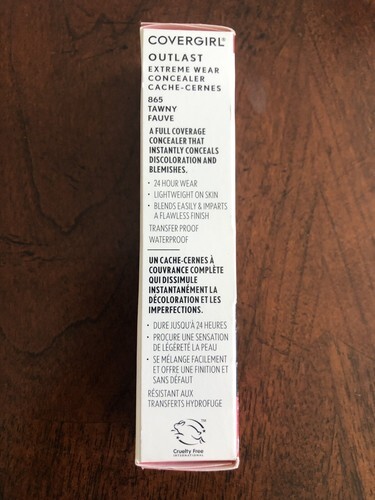 COVERGIRL®
OUTLAST
EXTREME WEAR
CONCEALER
CACHE-CERNES
865
TAWNY
FAUVE
A FULL COVERAGE
CONCEALER THAT
INSTANTLY CONCEALS
DISCOLORATION AND
BLEMISHES.
• 24 HOUR WEAR
• LIGHTWEIGHT ON SKIN
• BLENDS EASILY & IMPARTS
A FLAWLESS FINISH
TRANSFER PROOF
WATERPROOF
UN CACHE-CERNES À
COUVRANCE COMPLÈTE
QUI DISSIMULE
INSTANTANÉMENT LA
DÉCOLORATION ET LES
IMPERFECTIONS.
• DURE JUSQU'À 24 HEURES
• PROCURE UNE SENSATION
DE LÉGÈRETÉ LA PEAU
• SE MÉLANGE FACILEMENT
ET OFFRE UNE FINITION ET
SANS DÉFAUT
RÉSISTANT AUX
TRANSFERTS HYDROFUGE
TM
Cruelty Free
INTERNATIONAL